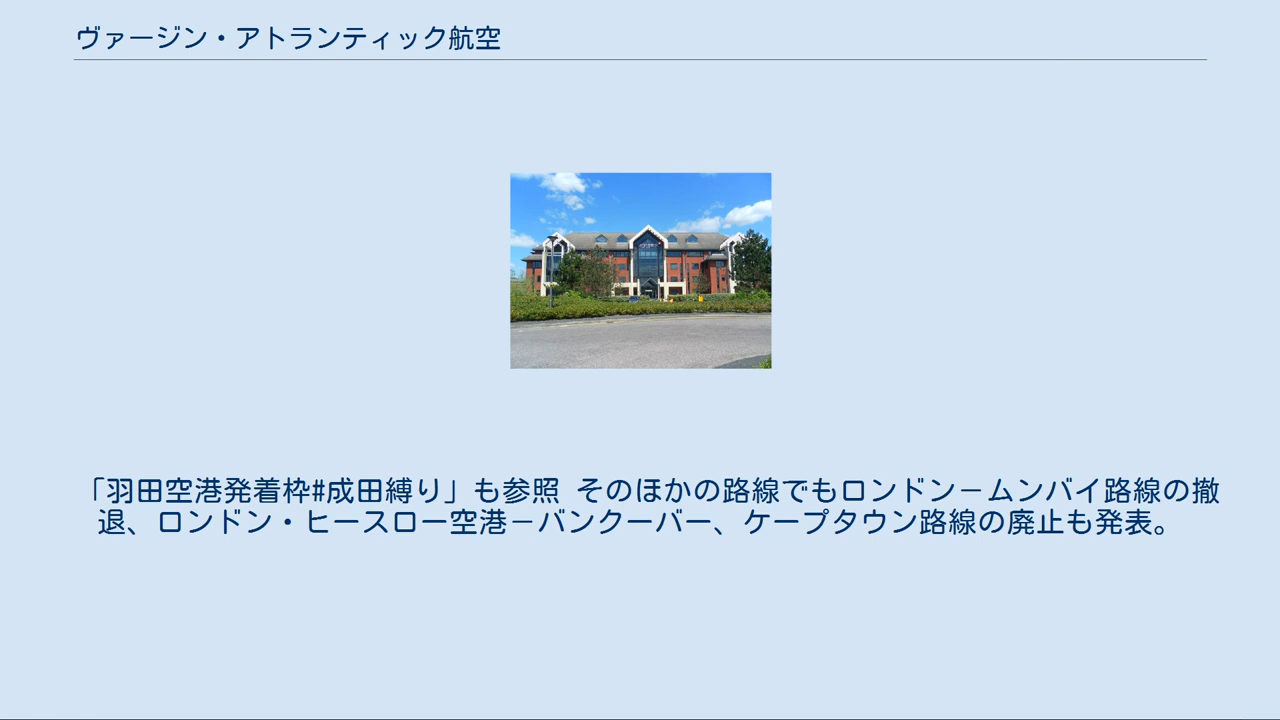 ヴァージン・アトランティック航空
「羽田空港発着枠#成田縛り」も参照 そのほかの路線でもロンドン－ムンバイ路線の撤
退、ロンドン・ヒースロー空港－バンクーバー、ケープタウン路線の廃止も発表。